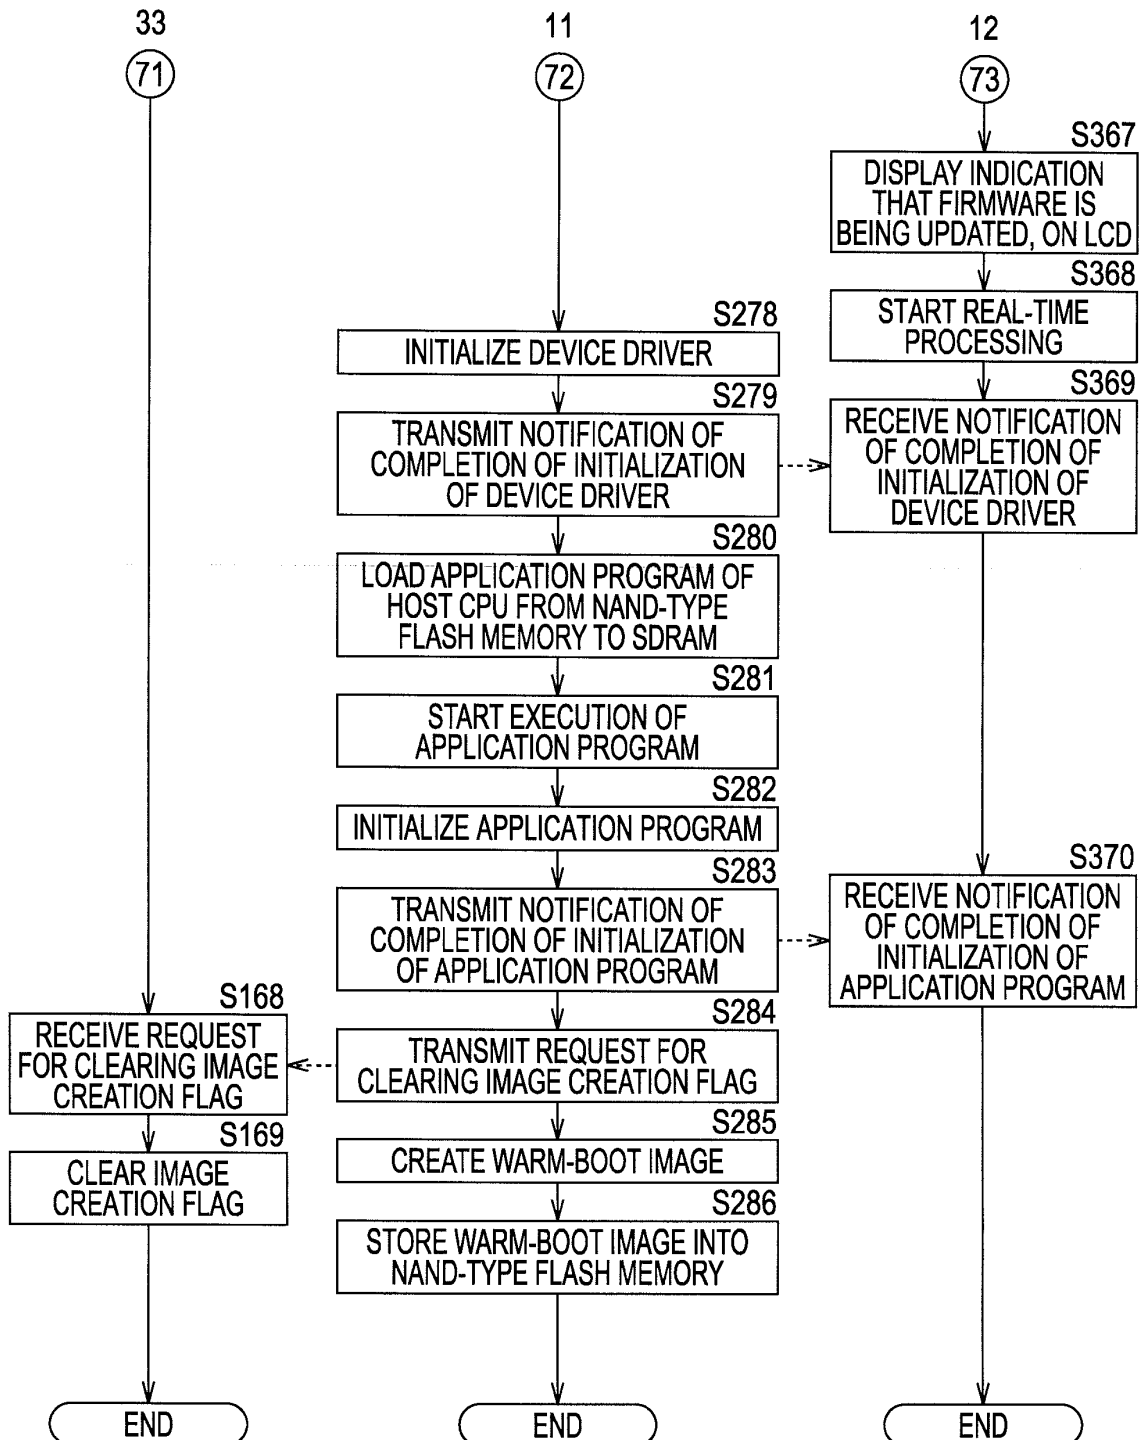 33
11
12
71
72
73
S367
DISPLAY INDICATION
THAT FIRMWARE IS
BEING UPDATED, ON LCD
S368
START REAL-TIME
PROCESSING
S278
INITIALIZE DEVICE DRIVER
S279
TRANSMIT NOTIFICATION OF
COMPLETION OF INITIALIZATION
OF DEVICE DRIVER
S369
RECEIVE NOTIFICATION
OF COMPLETION OF
INITIALIZATION OF
DEVICE DRIVER
S280
LOAD APPLICATION PROGRAM OF
HOST CPU FROM NAND-TYPE
FLASH MEMORY TO SDRAM
S281
START EXECUTION OF
APPLICATION PROGRAM
S282
INITIALIZE APPLICATION PROGRAM
S283
TRANSMIT NOTIFICATION OF
COMPLETION OF INITIALIZATION
OF APPLICATION PROGRAM
S370
RECEIVE NOTIFICATION
OF COMPLETION OF
INITIALIZATION OF
APPLICATION PROGRAM
S168
RECEIVE REQUEST
FOR CLEARING IMAGE
CREATION FLAG
S284
TRANSMIT REQUEST FOR
CLEARING IMAGE CREATION FLAG
S169
CLEAR IMAGE
CREATION FLAG
S285
CREATE WARM-BOOT IMAGE
S286
STORE WARM-BOOT IMAGE INTO
NAND-TYPE FLASH MEMORY
END
END
END